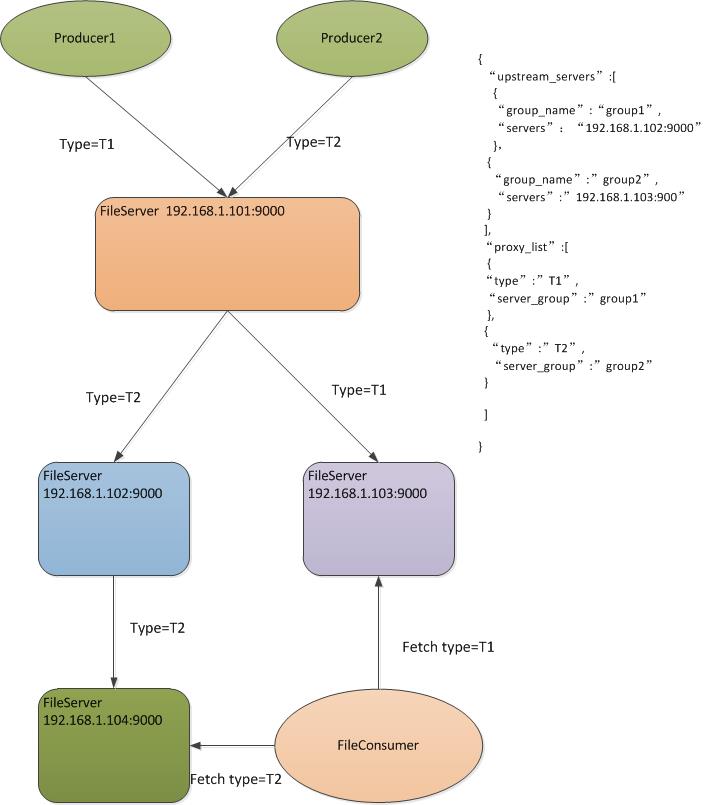 Producer1
Producer2
Type=T1
Type=T2
FileServer 192.168.1.101:9000
Type=T2
Type=T1
FileServer
192.168.1.102:9000
FileServer
192.168.1.103:9000
Type=T2
Fetch type=T1
FileServer
192.168.1.104:9000
FileConsumer
Fetch type=T2
{
“upstream_servers”:[
{
“group_name”:“group1”,
“servers”: “192.168.1.102:9000”
},
{
“group_name”:”group2”,
“servers”:”192.168.1.103:900”
}
],
“proxy_list”:[
{
“type”:”T1”,
“server_group”:”group1”
},
{
“type”:”T2”,
“server_group”:”group2”
}
]
}